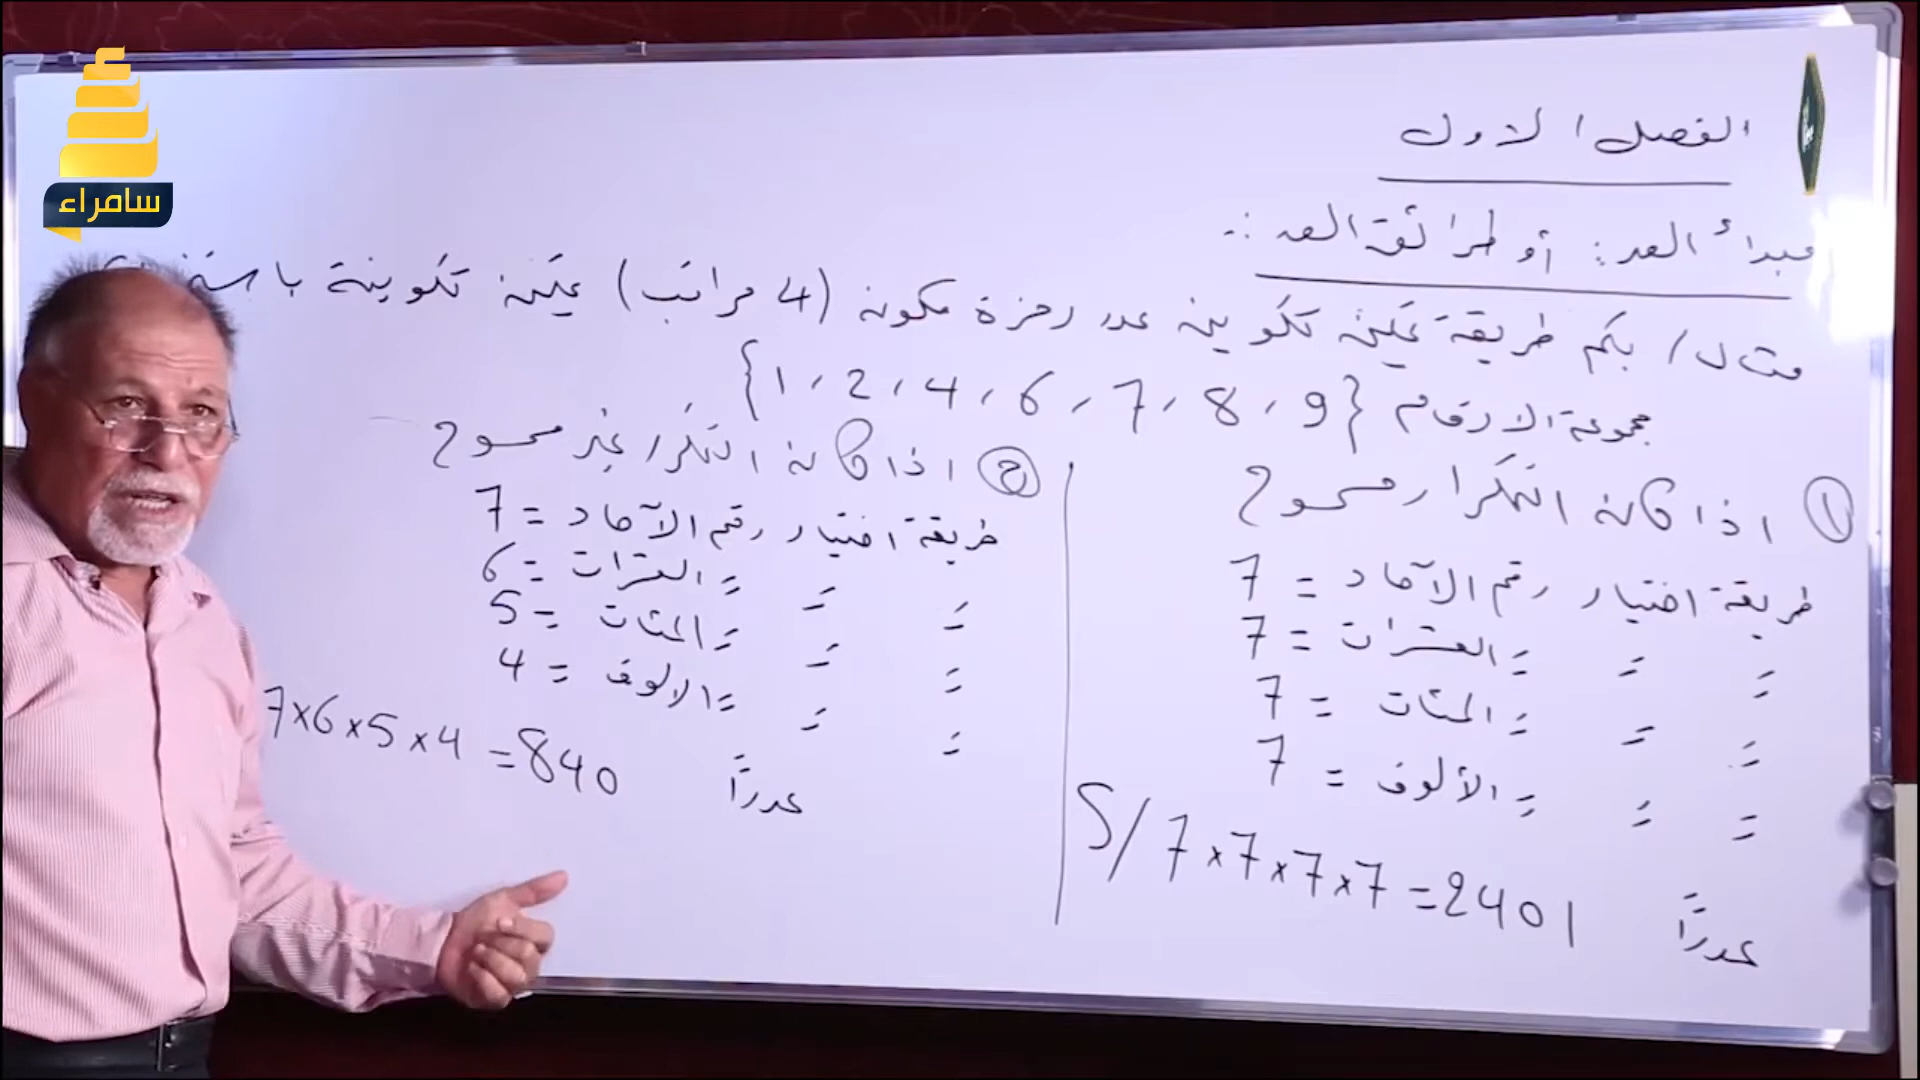 سامراء
الفصل الاول
مبدأ العد: أو طرائق العد :.
مثال / بكم طريقة يمكن تكوين عدد رمزه مكون (4 مراتب) يمكن تكوينه
مجموعة الارقام {1, 2, 4, 6, 7, 8, 9}
① اذا كان التكرار مسموح
طريقة اختيار رقم الآحاد = 7
= = = العشرات = 7
= = = المئات = 7
= = = الألوف = 7
S/ 7×7×7×7 =2401 عدداً
② اذا كان التكرار غير مسموح
طريقة اختيار رقم الآحاد = 7
= = = العشرات = 6
= = = المئات = 5
= = = الالوف = 4
7×6×5×4 =840 عدداً